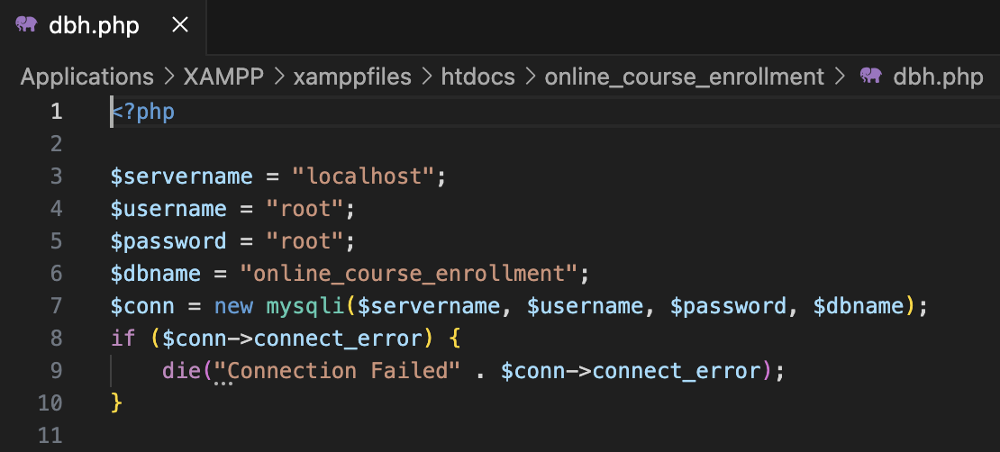 dbh.php
Applications > XAMPP > xamppfiles > htdocs > online_course_enrollment > dbh.php
1 <?php
2
3 $servername = "localhost";
4 $username = "root";
5 $password = "root";
6 $dbname = "online_course_enrollment";
7 $conn = new mysqli($servername, $username, $password, $dbname);
8 if ($conn->connect_error) {
9     die("Connection Failed" . $conn->connect_error);
10 }
11